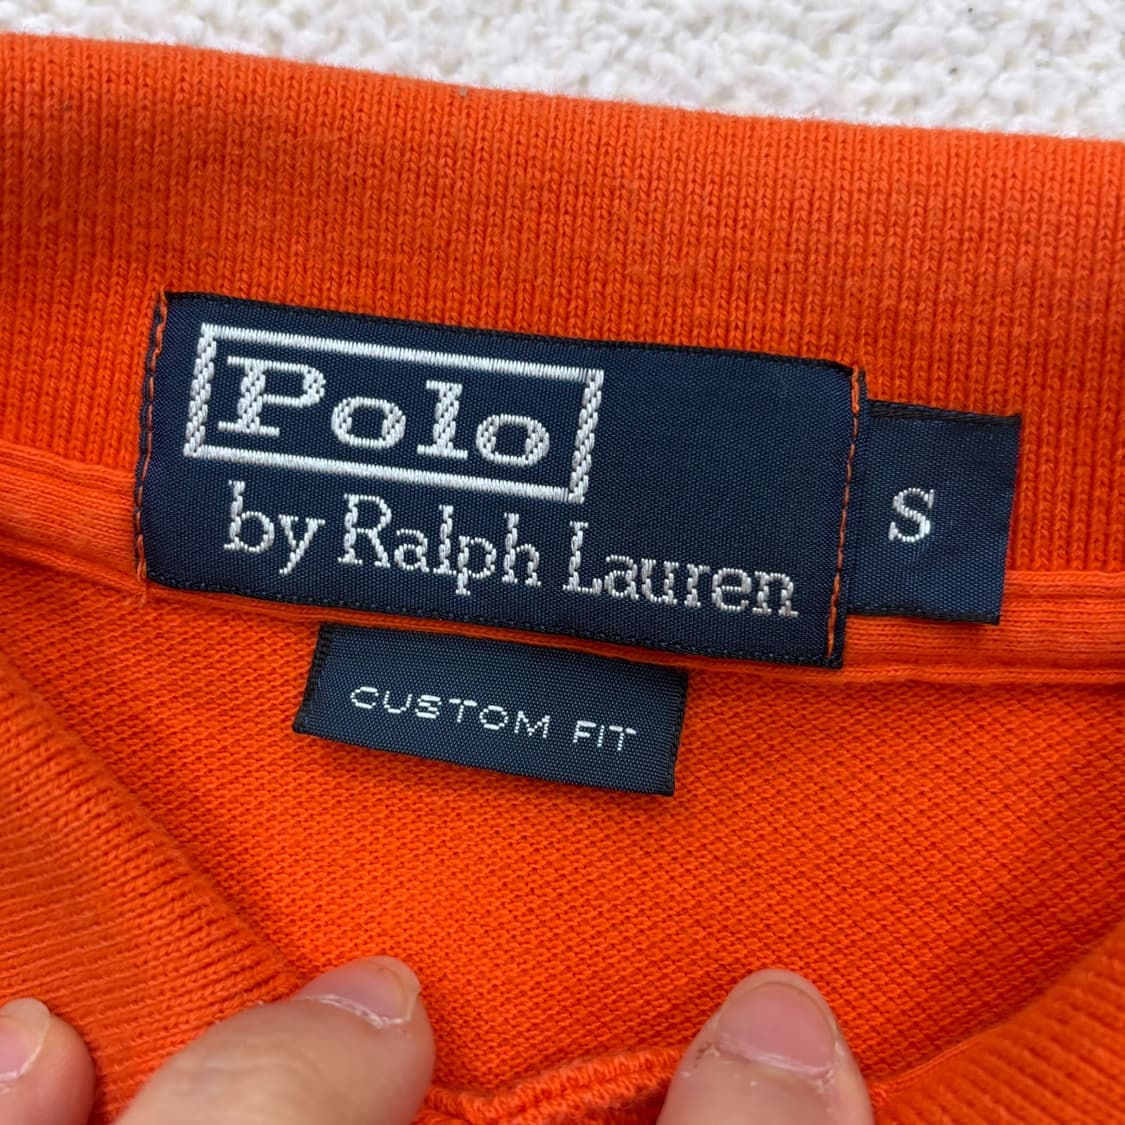 Polo
by Ralph Lauren
S
CUSTOM FIT